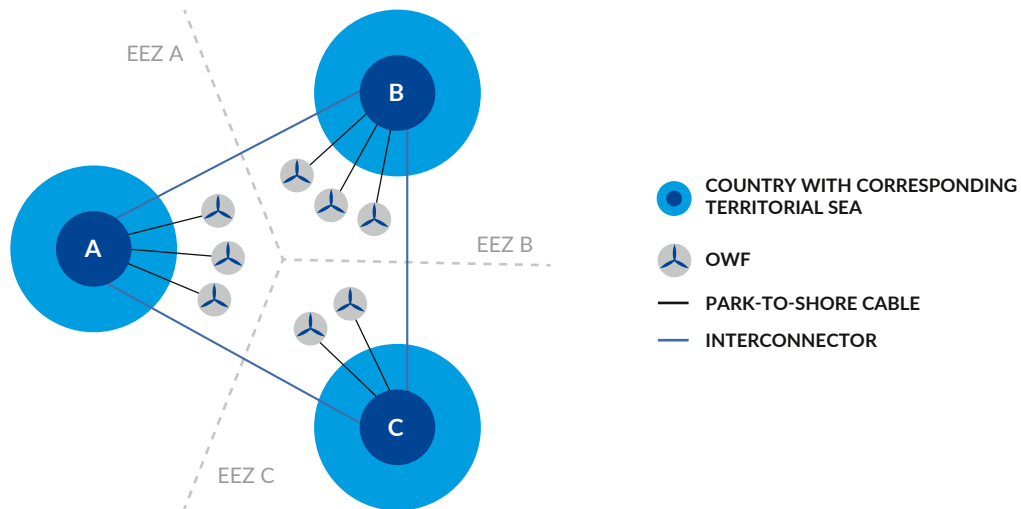 EEZ A
B
A
EEZ B
C
EEZ C
COUNTRY WITH CORRESPONDING
TERRITORIAL SEA
OWF
PARK-TO-SHORE CABLE
INTERCONNECTOR